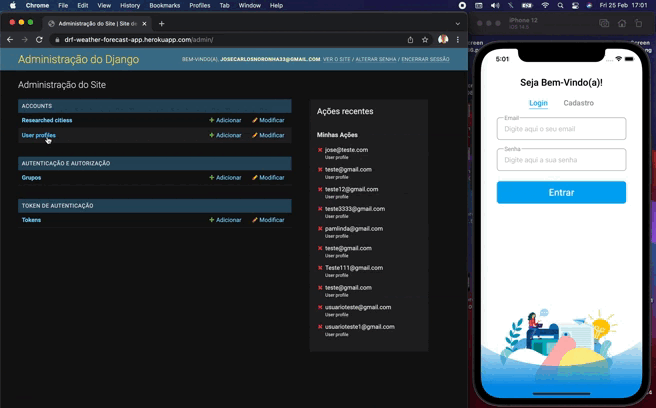 Chrome File Edit View History Bookmarks Profiles Tab Window Help Fri 25 Feb 17:01
Administração do Site | Site de
drf-weather-forecast-app.herokuapp.com/admin/
Administração do Django
BEM-VINDO(A), JOSECARLOSNORONHA33@GMAIL.COM. VER O SITE / ALTERAR SENHA / ENCERRAR SESSÃO
Administração do Site
ACCOUNTS
Researched citiess + Adicionar Modificar
User profiles + Adicionar Modificar
AUTENTICAÇÃO E AUTORIZAÇÃO
Grupos + Adicionar Modificar
TOKEN DE AUTENTICAÇÃO
Tokens + Adicionar Modificar
Ações recentes
Minhas Ações
jose@teste.com
User profile
teste@gmail.com
User profile
teste12@gmail.com
User profile
teste3333@gmail.com
User profile
pamlinda@gmail.com
User profile
teste@gmail.com
User profile
Teste111@gmail.com
User profile
teste@gmail.com
User profile
usuarioteste@gmail.com
User profile
usuarioteste1@gmail.com
User profile
iPhone 12
iOS 14.5
5:01
Seja Bem-Vindo(a)!
Login Cadastro
Email
Digite aqui o seu email
Senha
Digite aqui a sua senha
Entrar